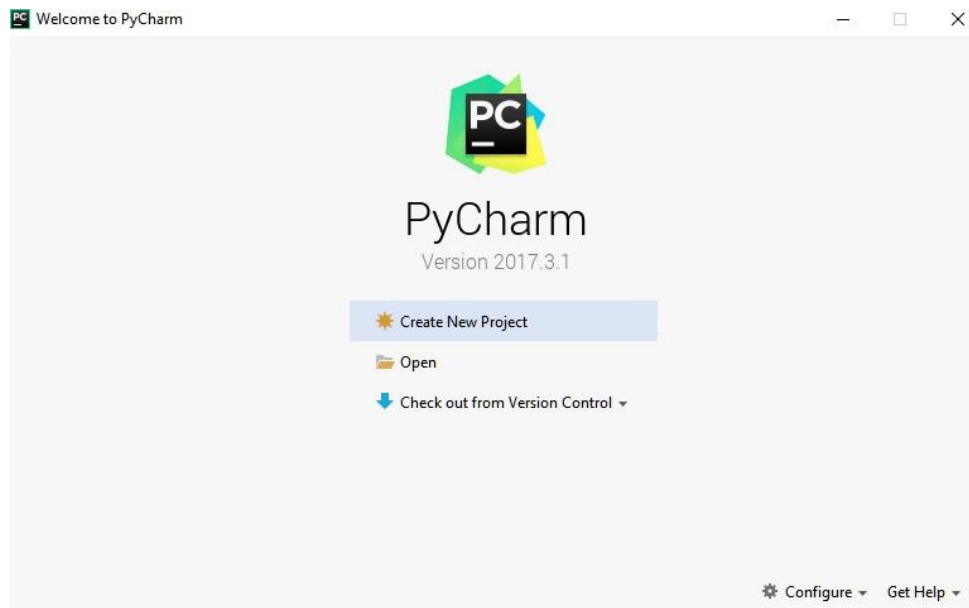 PC Welcome to PyCharm
PC
PyCharm
Version 2017.3.1
Create New Project
Open
Check out from Version Control
Configure Get Help